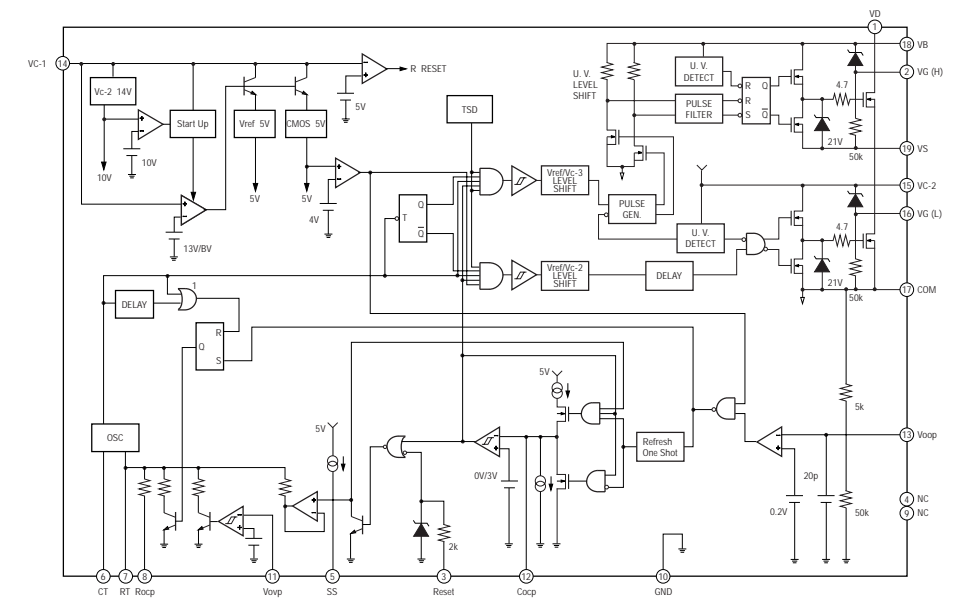 VD
1
VC-1
14
18
VB
R RESET
U. V.
DETECT
2
VG (H)
Vc-2 14V
5V
U. V.
LEVEL
SHIFT
R Q
R
S Q
4.7
TSD
PULSE
FILTER
Start Up
Vref 5V
CMOS 5V
21V
50k
19
VS
10V
10V
5V
5V
4V
Vref/Vc-3
LEVEL
SHIFT
15
VC-2
Q
T
Q
PULSE
GEN.
16
VG (L)
13V/8V
U. V.
DETECT
4.7
Vref/Vc-2
LEVEL
SHIFT
DELAY
21V
50k
17
COM
1
DELAY
R
Q
S
5V
5k
OSC
5V
Refresh
One Shot
13
Voop
0V/3V
20p
0.2V
50k
4
NC
9
NC
2k
6
7
8
11
5
3
12
10
CT
RT
Rocp
Vovp
SS
Reset
Cocp
GND